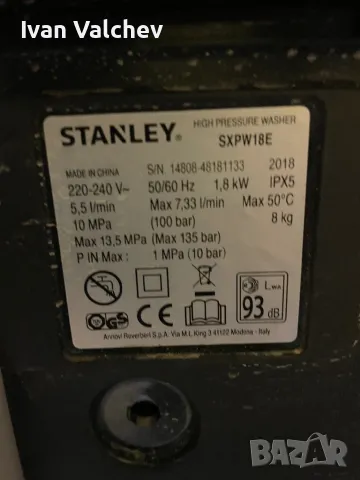 Ivan Valchev
STANLEY®
HIGH PRESSURE WASHER
SXPW18E
MADE IN CHINA S/N 14808-48181133 2018
220-240 V~ 50/60 Hz 1,8 kW IPX5
5,5 l/min Max 7,33 l/min Max 50°C
10 MPa (100 bar) 8 kg
Max 13,5 MPa (Max 135 bar)
P IN Max : 1 MPa (10 bar)
LWA
93 dB
GS CE
Annovi Reverberi S.p.A. Via M.L King 3 41122 Modena - Italy
BAZAR